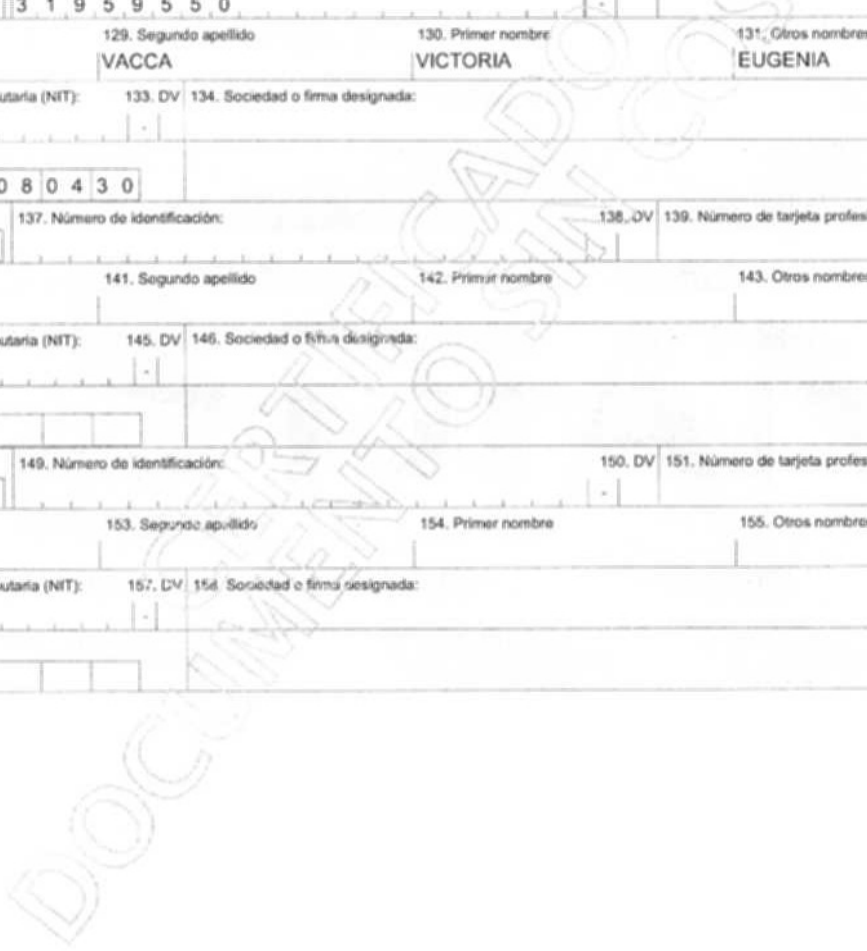 3 1 9 5 9 5 5 0
129. Segundo apellido 130. Primer nombre 131. Otros nombres
VACCA VICTORIA EUGENIA
utaria (NIT): 133. DV 134. Sociedad o firma designada:
0 8 0 4 3 0
137. Número de identificación: 138. DV 139. Número de tarjeta profes
141. Segundo apellido 142. Primer nombre 143. Otros nombres
utaria (NIT): 145. DV 146. Sociedad o firma designada:
149. Número de identificación: 150. DV 151. Número de tarjeta profes
153. Segundo apellido 154. Primer nombre 155. Otros nombres
utaria (NIT): 157. DV 158. Sociedad o firma designada:
CERTIFICADO
DOCUMENTO SIN COS